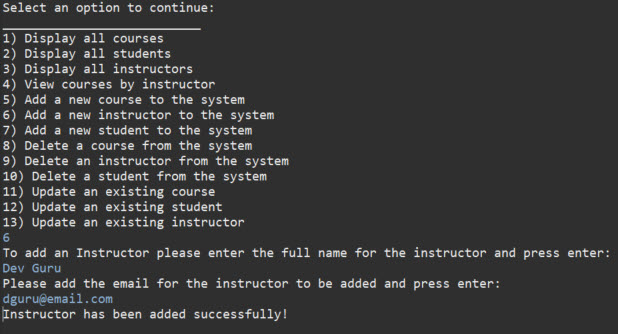 Select an option to continue:
__________________________
1) Display all courses
2) Display all students
3) Display all instructors
4) View courses by instructor
5) Add a new course to the system
6) Add a new instructor to the system
7) Add a new student to the system
8) Delete a course from the system
9) Delete an instructor from the system
10) Delete a student from the system
11) Update an existing course
12) Update an existing student
13) Update an existing instructor
6
To add an Instructor please enter the full name for the instructor and press enter:
Dev Guru
Please add the email for the instructor to be added and press enter:
dguru@email.com
Instructor has been added successfully!